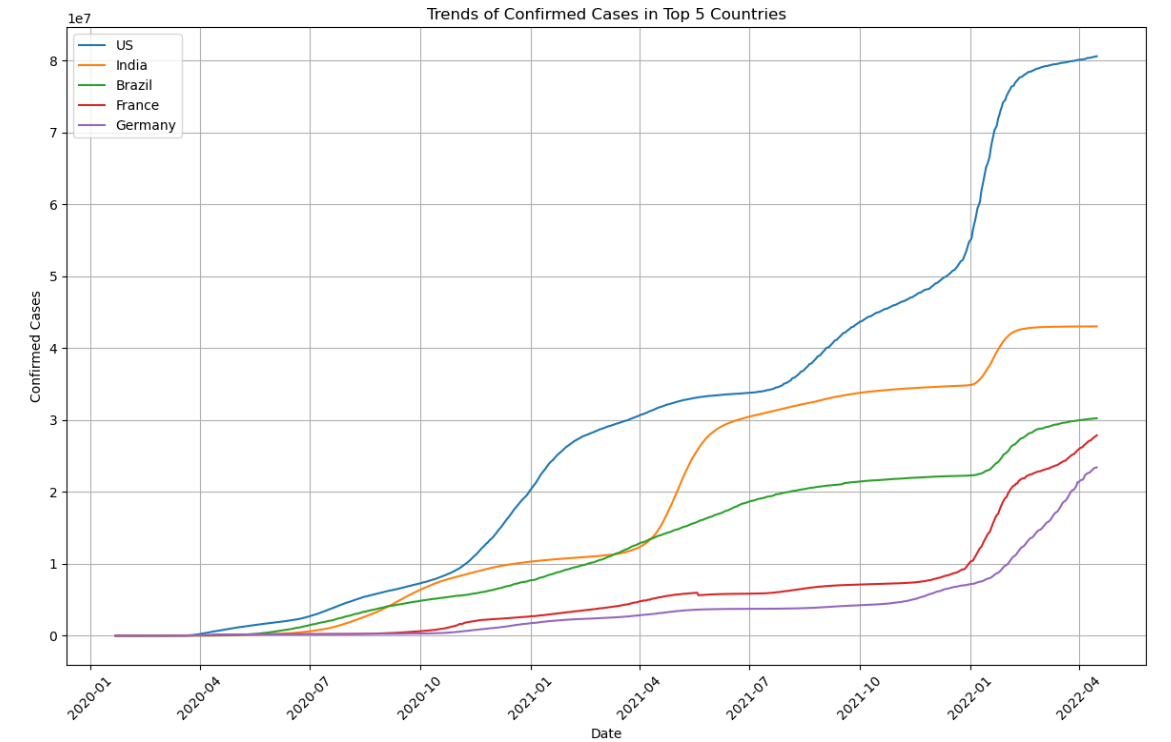 Trends of Confirmed Cases in Top 5 Countries
1e7
US
India
Brazil
France
Germany
8
7
6
5
4
3
2
1
0
Confirmed Cases
2020-01
2020-04
2020-07
2020-10
2021-01
2021-04
2021-07
2021-10
2022-01
2022-04
Date